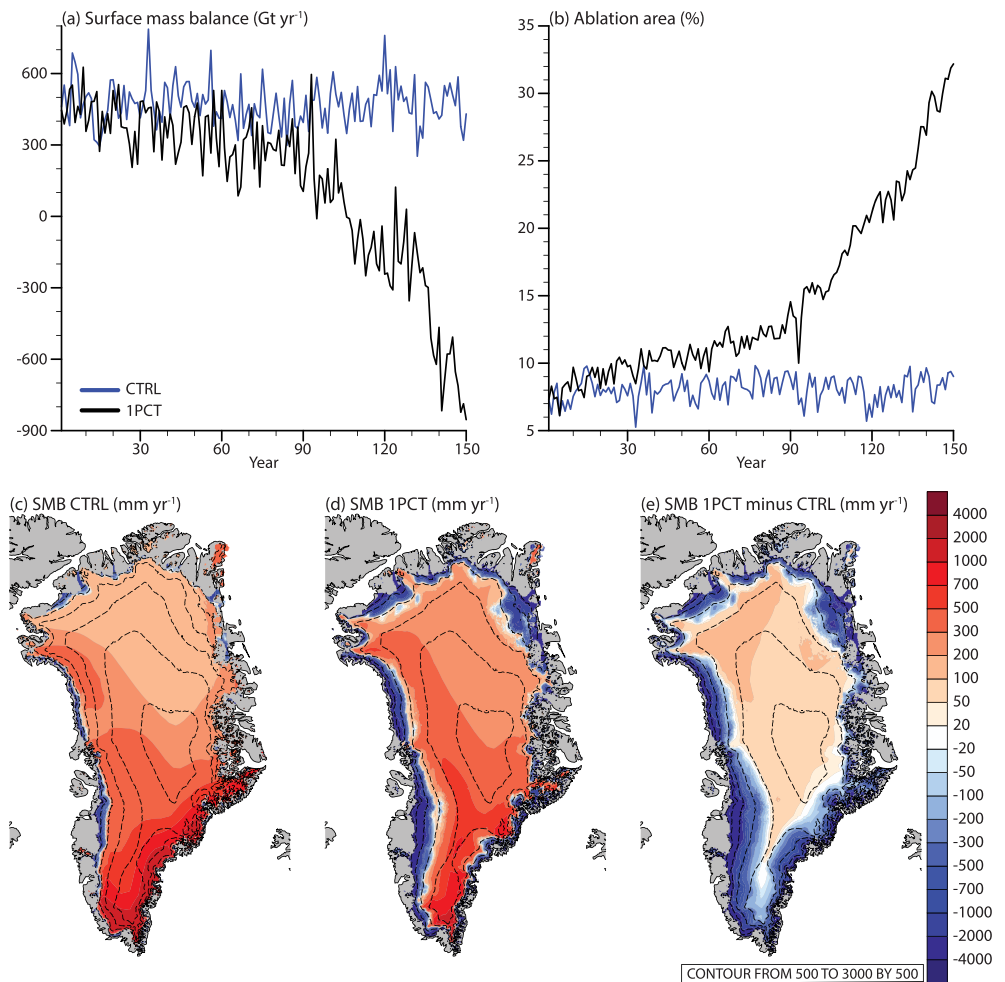 (a) Surface mass balance (Gt yr-1)
600
300
0
-300
-600
-900
CTRL
1PCT
30 60 90 120 150
Year
(b) Ablation area (%)
35
30
25
20
15
10
5
30 60 90 120 150
Year
(c) SMB CTRL (mm yr-1)
(d) SMB 1PCT (mm yr-1)
(e) SMB 1PCT minus CTRL (mm yr-1)
4000
2000
1000
700
500
300
200
100
50
20
-20
-50
-100
-200
-300
-500
-700
-1000
-2000
-4000
CONTOUR FROM 500 TO 3000 BY 500